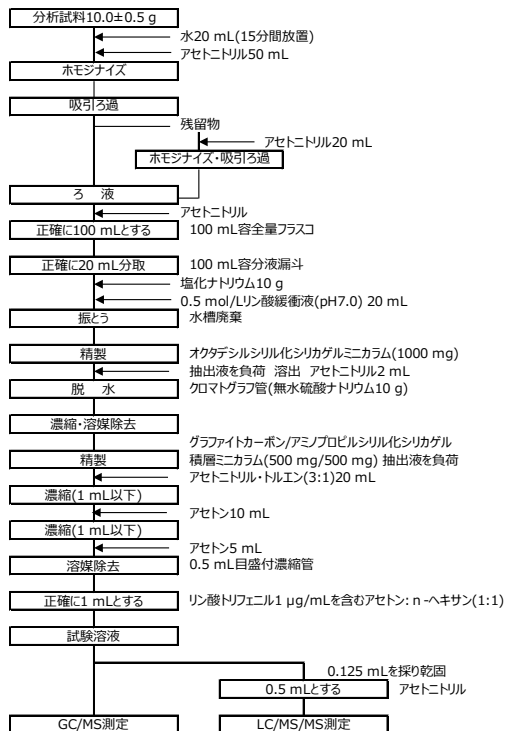 分析試料10.0±0.5 g
水20 mL(15分間放置)
アセトニトリル50 mL
ホモジナイズ
吸引ろ過
残留物
アセトニトリル20 mL
ホモジナイズ・吸引ろ過
ろ　液
アセトニトリル
正確に100 mLとする　100 mL容全量フラスコ
正確に20 mL分取　100 mL容分液漏斗
塩化ナトリウム10 g
0.5 mol/Lリン酸緩衝液(pH7.0) 20 mL
振とう　水槽廃棄
精製　オクタデシルシリル化シリカゲルミニカラム(1000 mg)
抽出液を負荷 溶出 アセトニトリル2 mL
脱　水　クロマトグラフ管(無水硫酸ナトリウム10 g)
濃縮・溶媒除去
グラファイトカーボン/アミノプロピルシリル化シリカゲル
精製　積層ミニカラム(500 mg/500 mg) 抽出液を負荷
アセトニトリル・トルエン(3:1)20 mL
濃縮(1 mL以下)
アセトン10 mL
濃縮(1 mL以下)
アセトン5 mL
溶媒除去　0.5 mL目盛付濃縮管
正確に1 mLとする　リン酸トリフェニル1 μg/mLを含むアセトン: n -ヘキサン(1:1)
試験溶液
0.125 mLを採り乾固
0.5 mLとする　アセトニトリル
GC/MS測定　LC/MS/MS測定